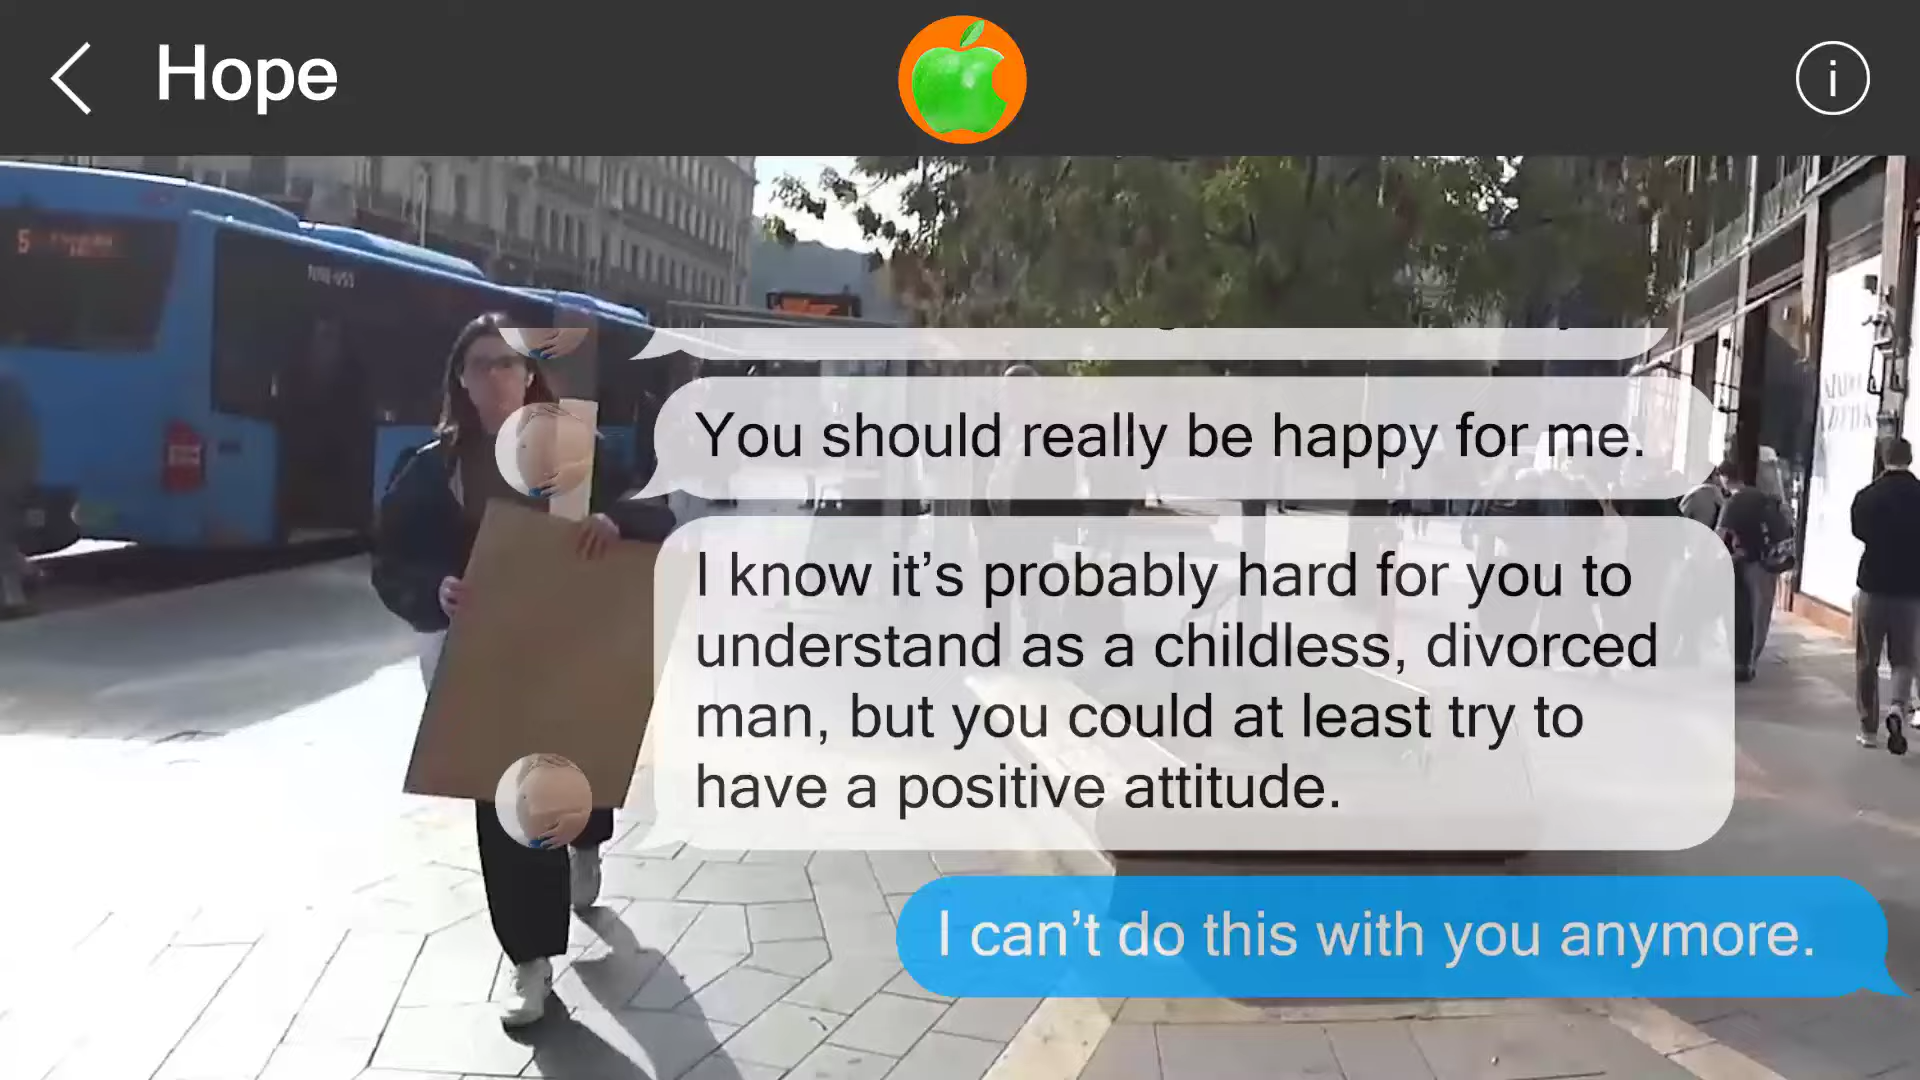 Hope
i
5
You should really be happy for me.
I know it’s probably hard for you to
understand as a childless, divorced
man, but you could at least try to
have a positive attitude.
I can’t do this with you anymore.